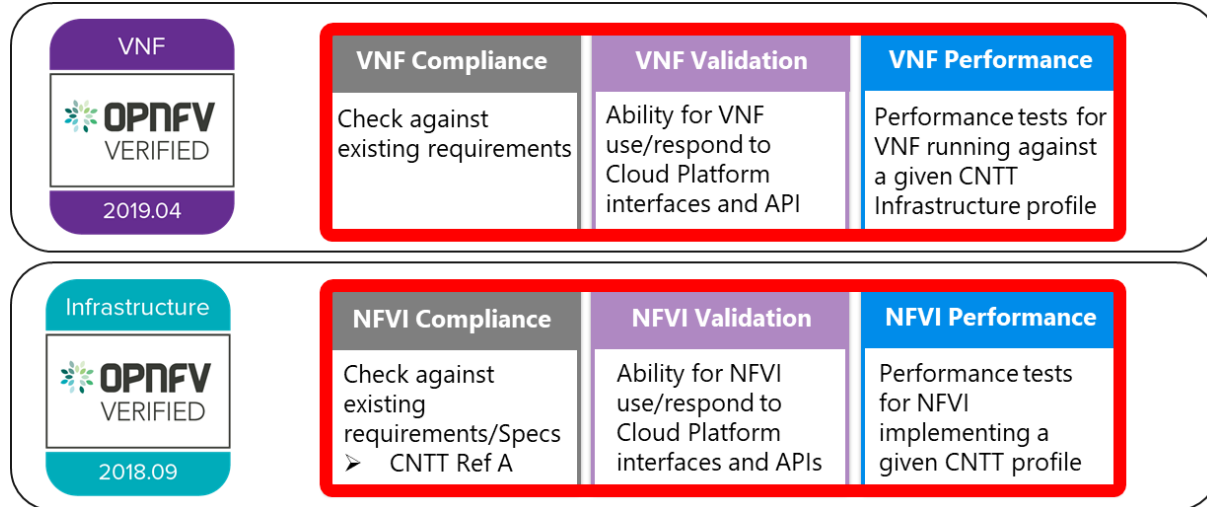 VNF
OPNFV
VERIFIED
2019.04
VNF Compliance
Check against
existing requirements
VNF Validation
Ability for VNF
use/respond to
Cloud Platform
interfaces and API
VNF Performance
Performance tests for
VNF running against
a given CNTT
Infrastructure profile
Infrastructure
OPNFV
VERIFIED
2018.09
NFVI Compliance
Check against
existing
requirements/Specs
➤ CNTT Ref A
NFVI Validation
Ability for NFVI
use/respond to
Cloud Platform
interfaces and APIs
NFVI Performance
Performance tests
for NFVI
implementing a
given CNTT profile